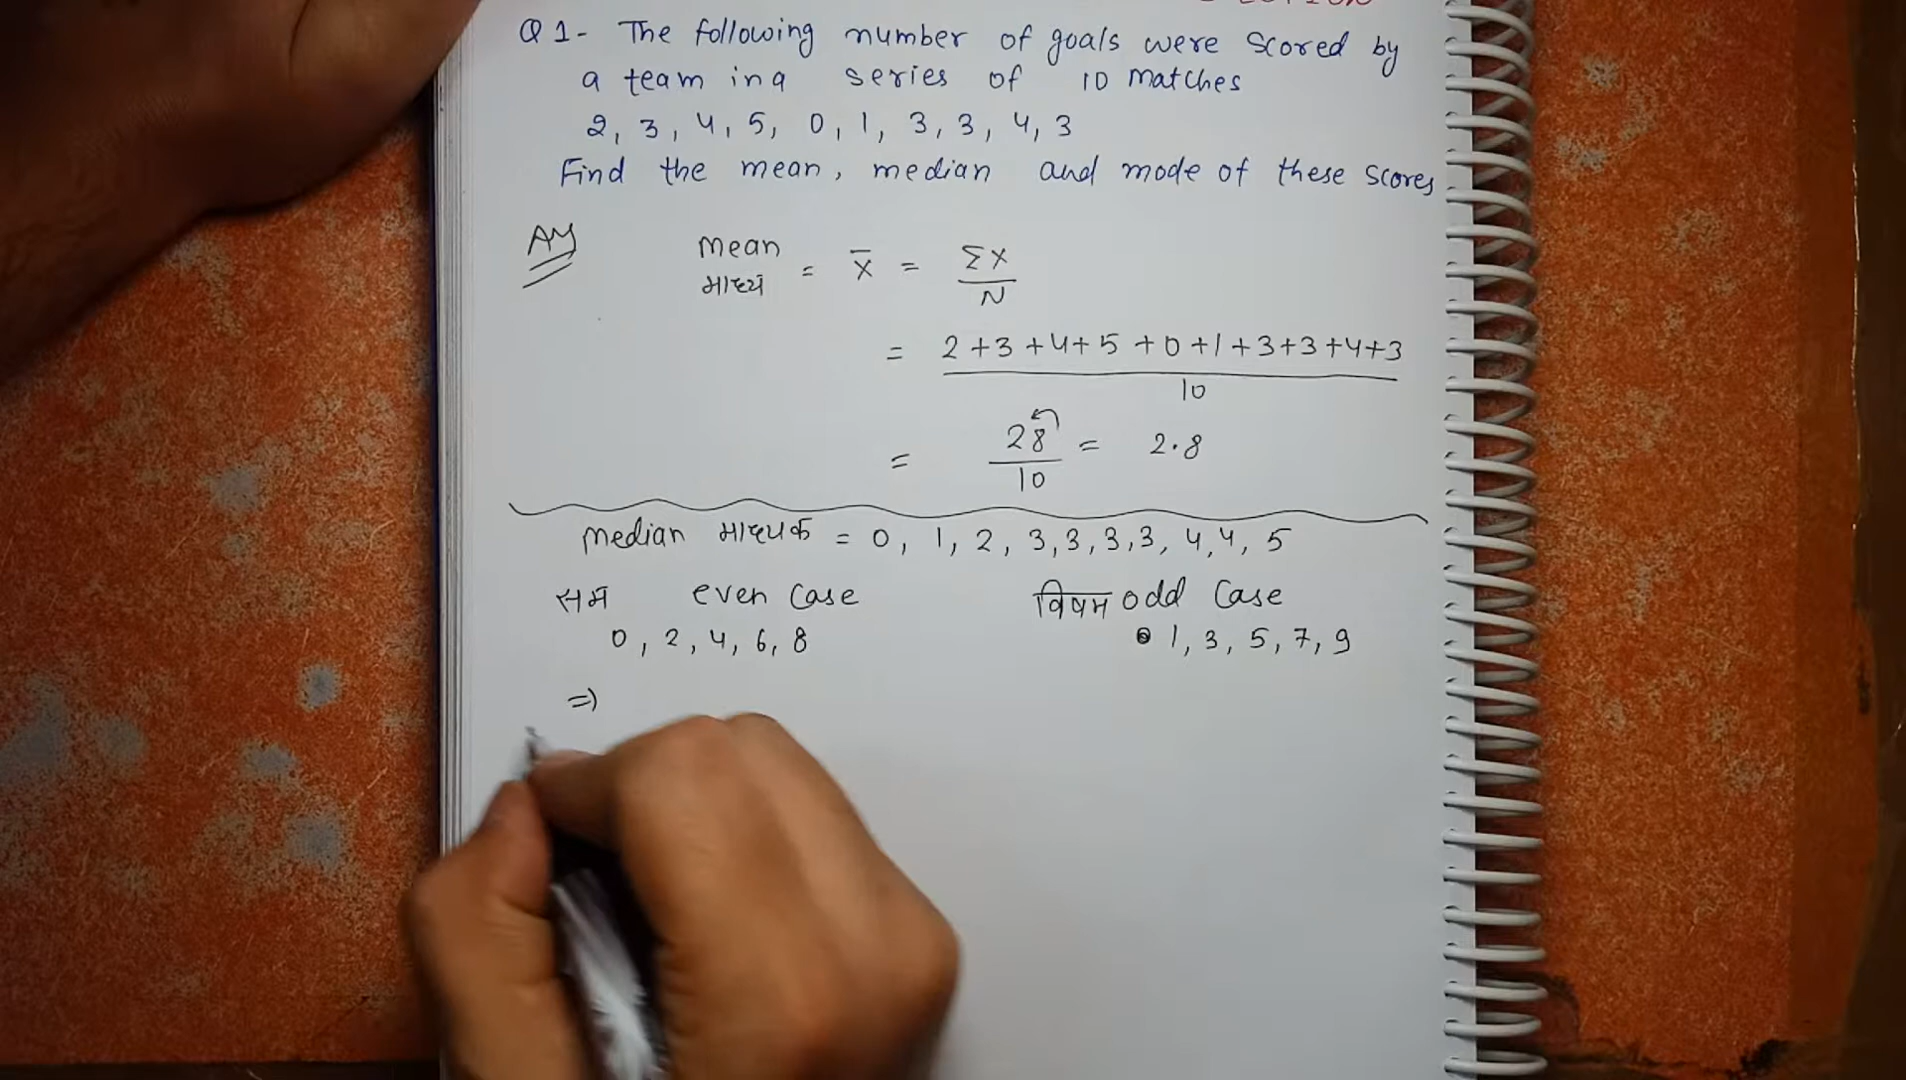 Q 1- The following number of goals were scored by
a team in a series of 10 matches
2, 3, 4, 5, 0, 1, 3, 3, 4, 3
Find the mean, median and mode of these scores
Ans
mean
माध्य = x̄ = ΣX/N
= 2+3+4+5+0+1+3+3+4+3/10
= 28/10 = 2.8
median माध्यक = 0, 1, 2, 3,3,3,3, 4,4, 5
सम even case विषम odd case
0, 2, 4, 6, 8 1, 3, 5, 7, 9
⇒